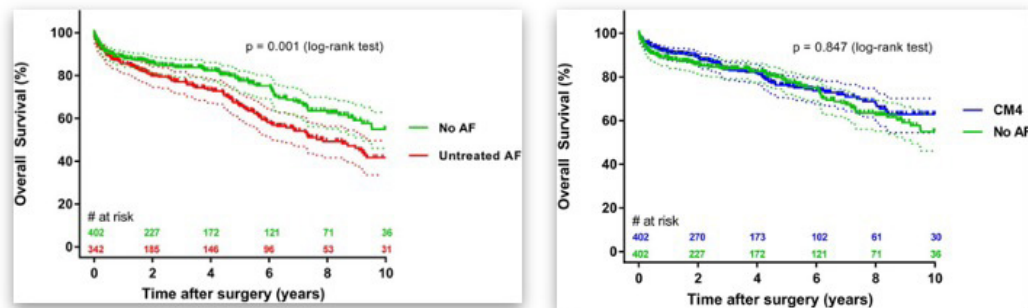 100
80
60
40
20
0
Overall Survival (%)
p = 0.001 (log-rank test)
No AF
Untreated AF
# at risk
402 227 172 121 71 36
342 185 146 96 53 31
0 2 4 6 8 10
Time after surgery (years)
100
80
60
40
20
0
Overall Survival (%)
p = 0.847 (log-rank test)
CM4
No AF
# at risk
402 270 173 102 61 30
402 227 172 121 71 36
0 2 4 6 8 10
Time after surgery (years)